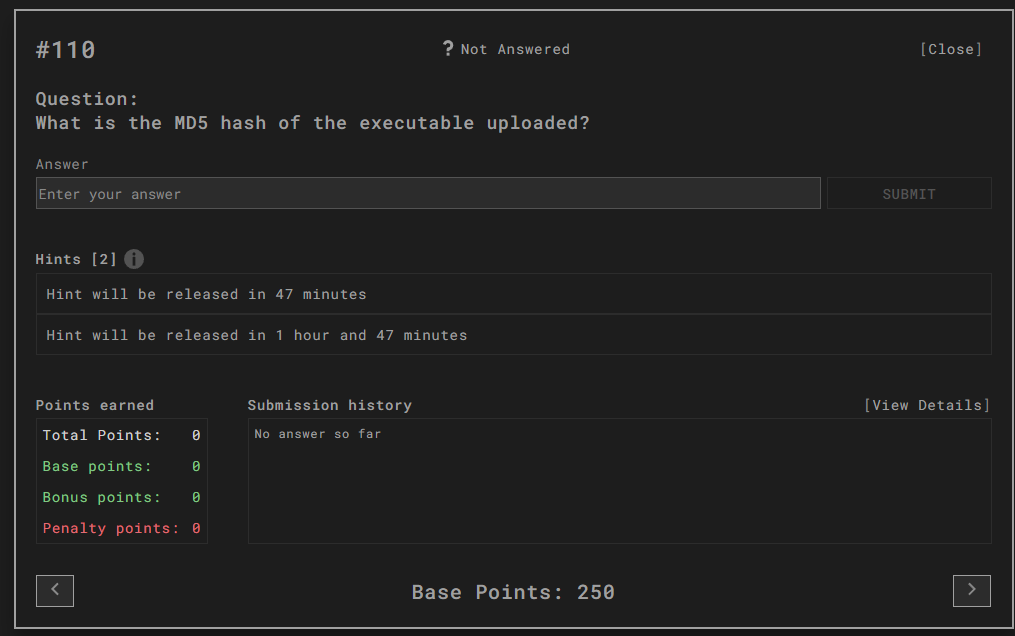 #110
? Not Answered
[Close]
Question:
What is the MD5 hash of the executable uploaded?
Answer
Enter your answer
SUBMIT
Hints [2]
Hint will be released in 47 minutes
Hint will be released in 1 hour and 47 minutes
Points earned
Total Points: 0
Base points: 0
Bonus points: 0
Penalty points: 0
Submission history
[View Details]
No answer so far
Base Points: 250